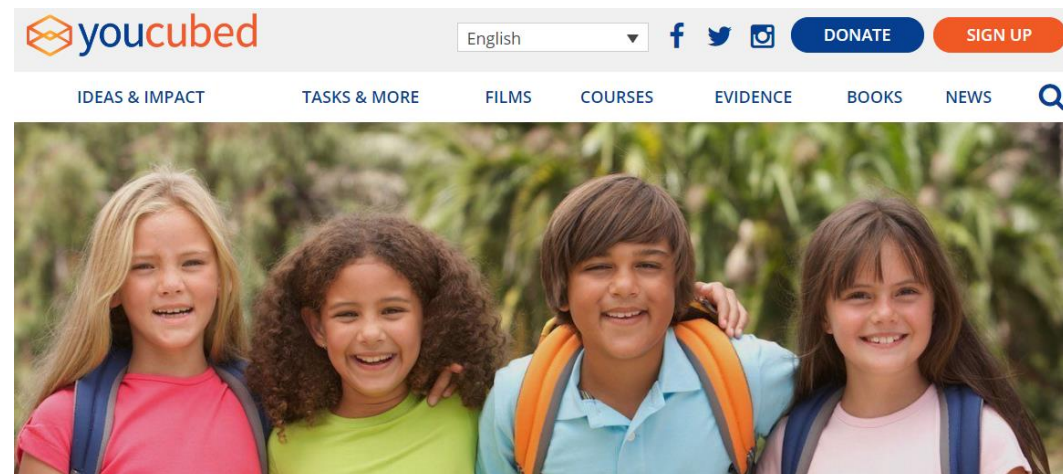 youcubed
English
DONATE
SIGN UP
IDEAS & IMPACT
TASKS & MORE
FILMS
COURSES
EVIDENCE
BOOKS
NEWS